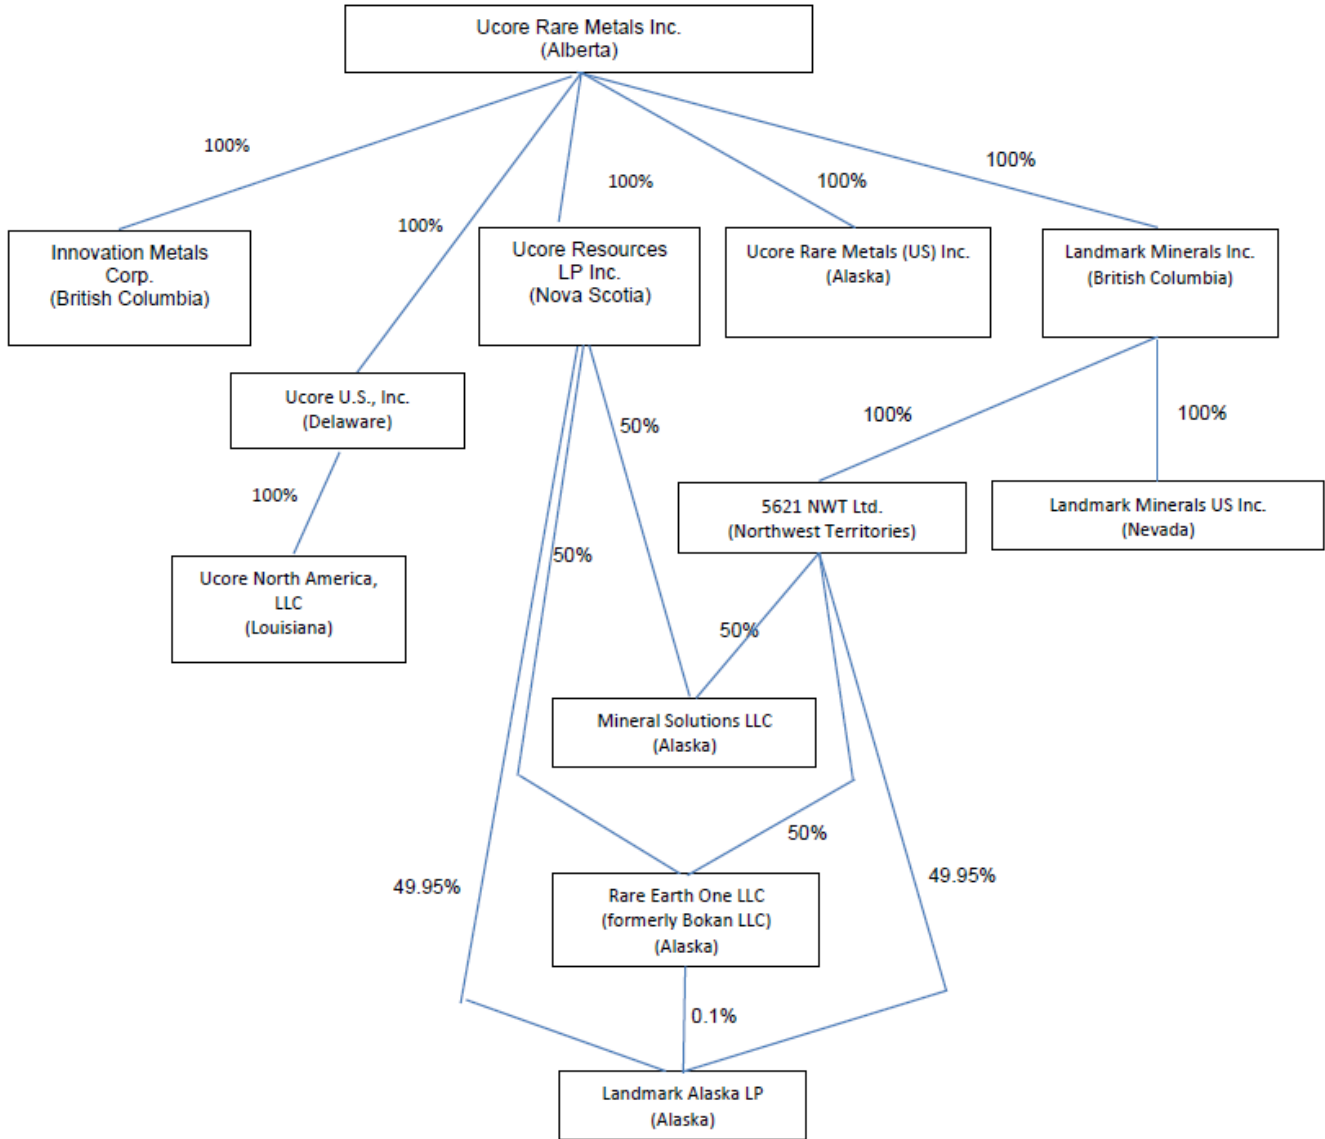 Ucore Rare Metals Inc.
(Alberta)
100%
100%
100%
100%
100%
Innovation Metals
Corp.
(British Columbia)
Ucore Resources
LP Inc.
(Nova Scotia)
Ucore Rare Metals (US) Inc.
(Alaska)
Landmark Minerals Inc.
(British Columbia)
Ucore U.S., Inc.
(Delaware)
50%
100%
100%
100%
5621 NWT Ltd.
(Northwest Territories)
Landmark Minerals US Inc.
(Nevada)
50%
Ucore North America,
LLC
(Louisiana)
50%
Mineral Solutions LLC
(Alaska)
50%
49.95%
49.95%
Rare Earth One LLC
(formerly Bokan LLC)
(Alaska)
0.1%
Landmark Alaska LP
(Alaska)